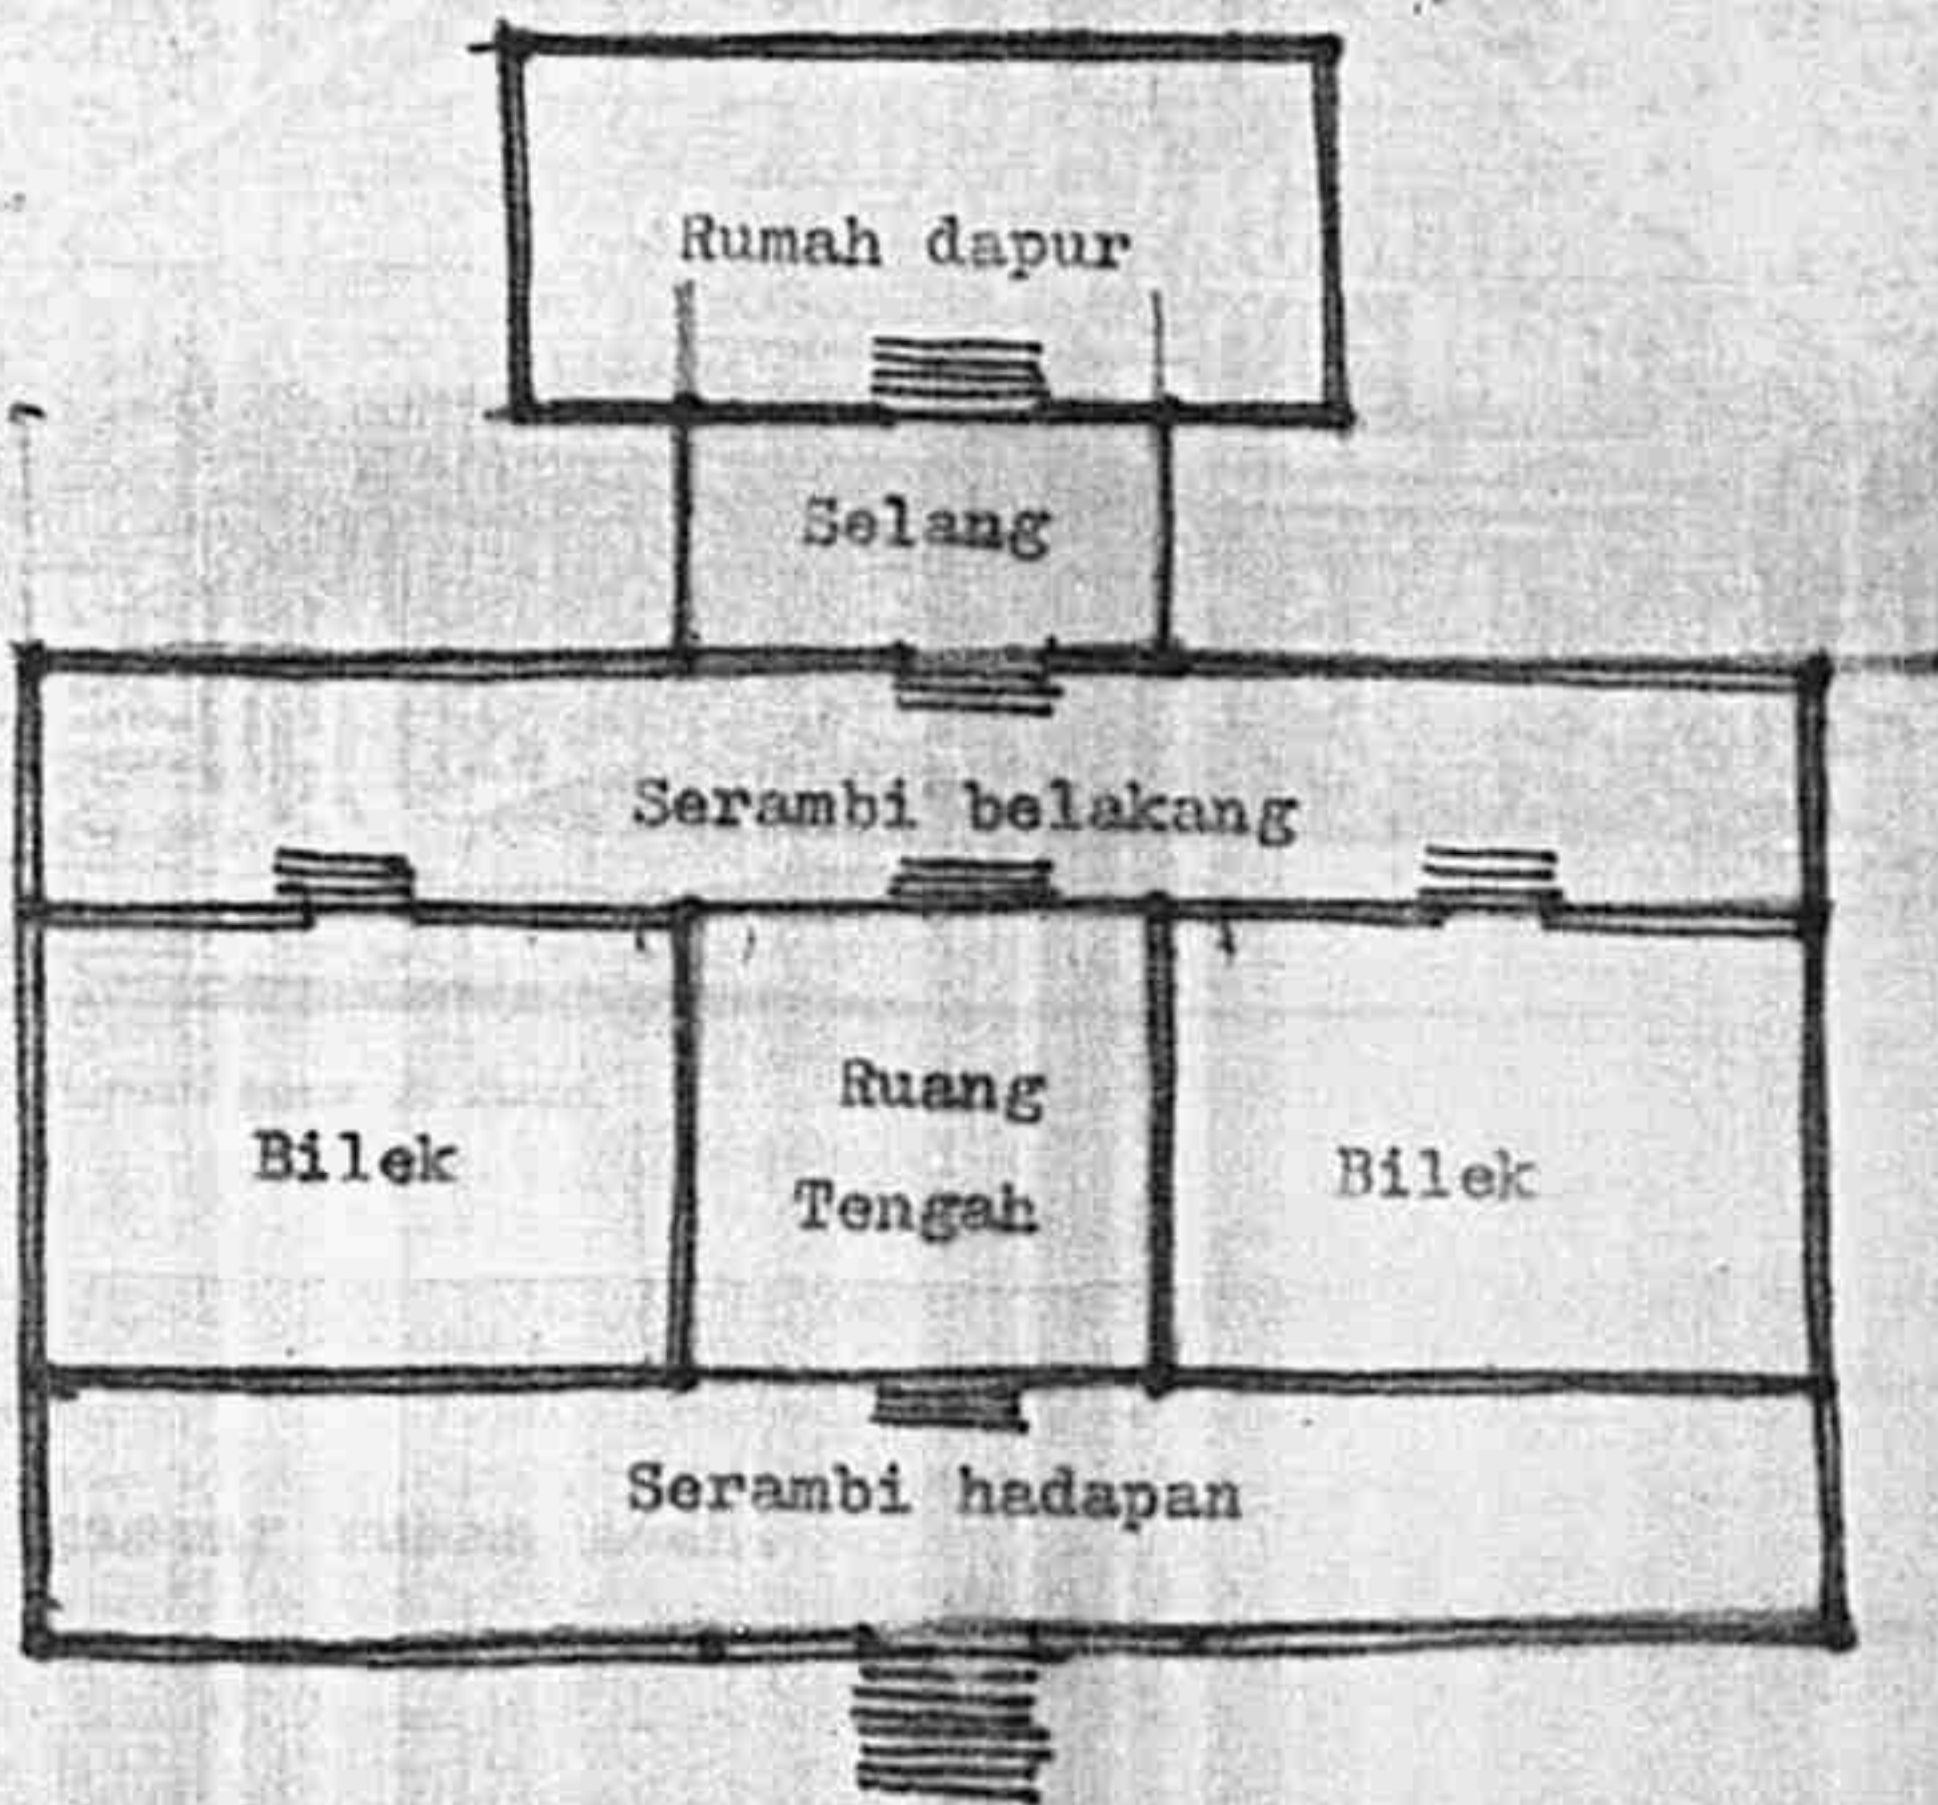 Rumah dapur
Selang
Serambi belakang
Bilek
Ruang
Tengah
Bilek
Serambi hadapan